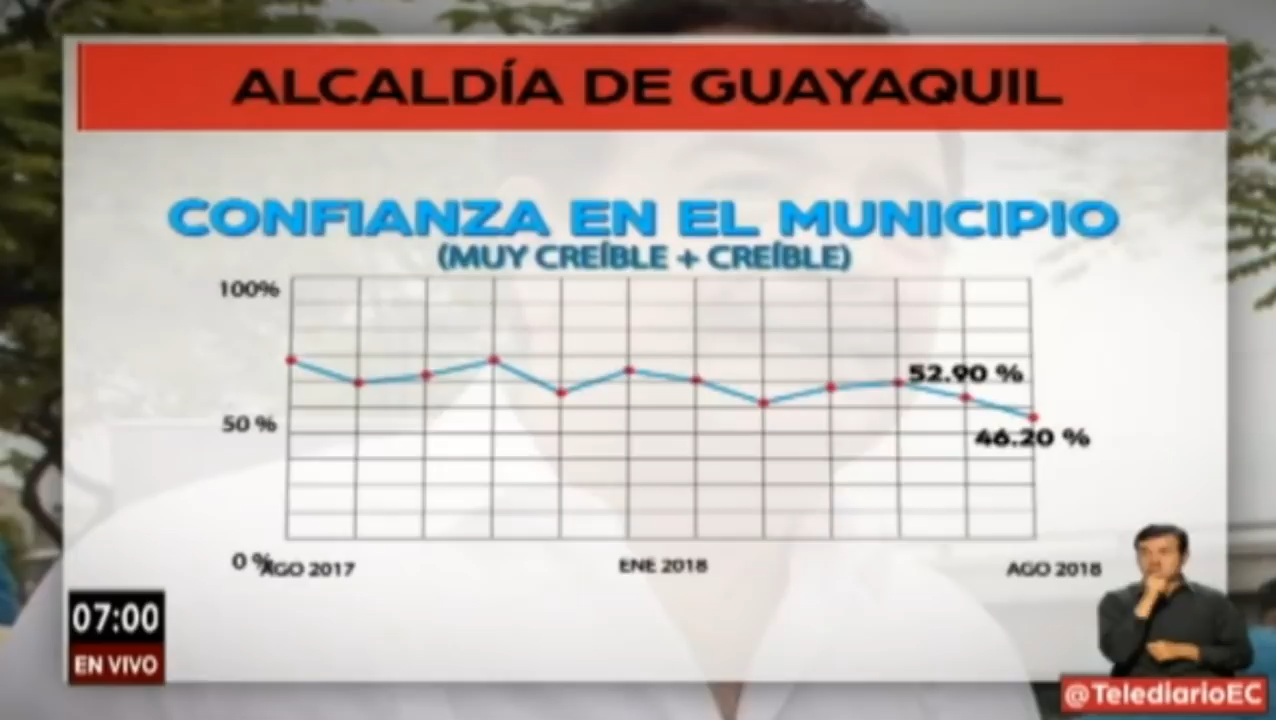 ALCALDÍA DE GUAYAQUIL
CONFIANZA EN EL MUNICIPIO
(MUY CREÍBLE + CREÍBLE)
100%
52.90 %
50 %
46.20 %
0 %
AGO 2017
ENE 2018
AGO 2018
07:00
EN VIVO
@TelediarioEC